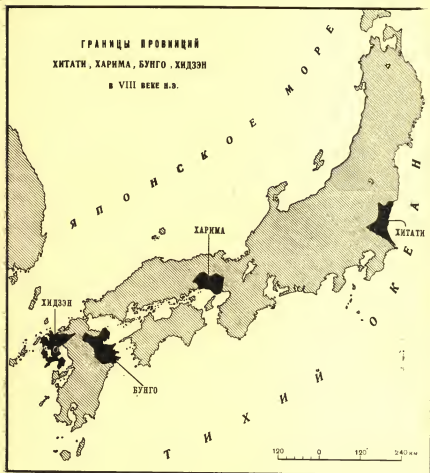 ГРАНИЦЫ ПРОВИНЦИЙ
ХИТАТИ, ХАРИМА, БУНГО, ХИДЗЭН
В VIII ВЕКЕ Н.Э.
ЯПОНСКОЕ МОРЕ
ХАРИМА
ХИТАТИ
ХИДЗЭН
БУНГО
ТИХИЙ ОКЕАН
120 0 120 240 КМ